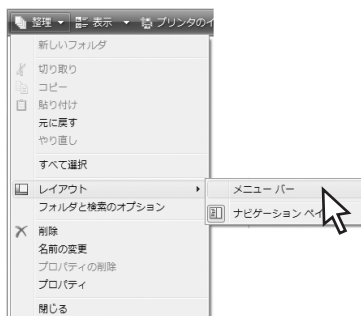 整理 表示 プリンタのイ
新しいフォルダ
切り取り
コピー
貼り付け
元に戻す
やり直し
すべて選択
レイアウト
メニュー バー
フォルダと検索のオプション
ナビゲーション ペイ
削除
名前の変更
プロパティの削除
プロパティ
閉じる